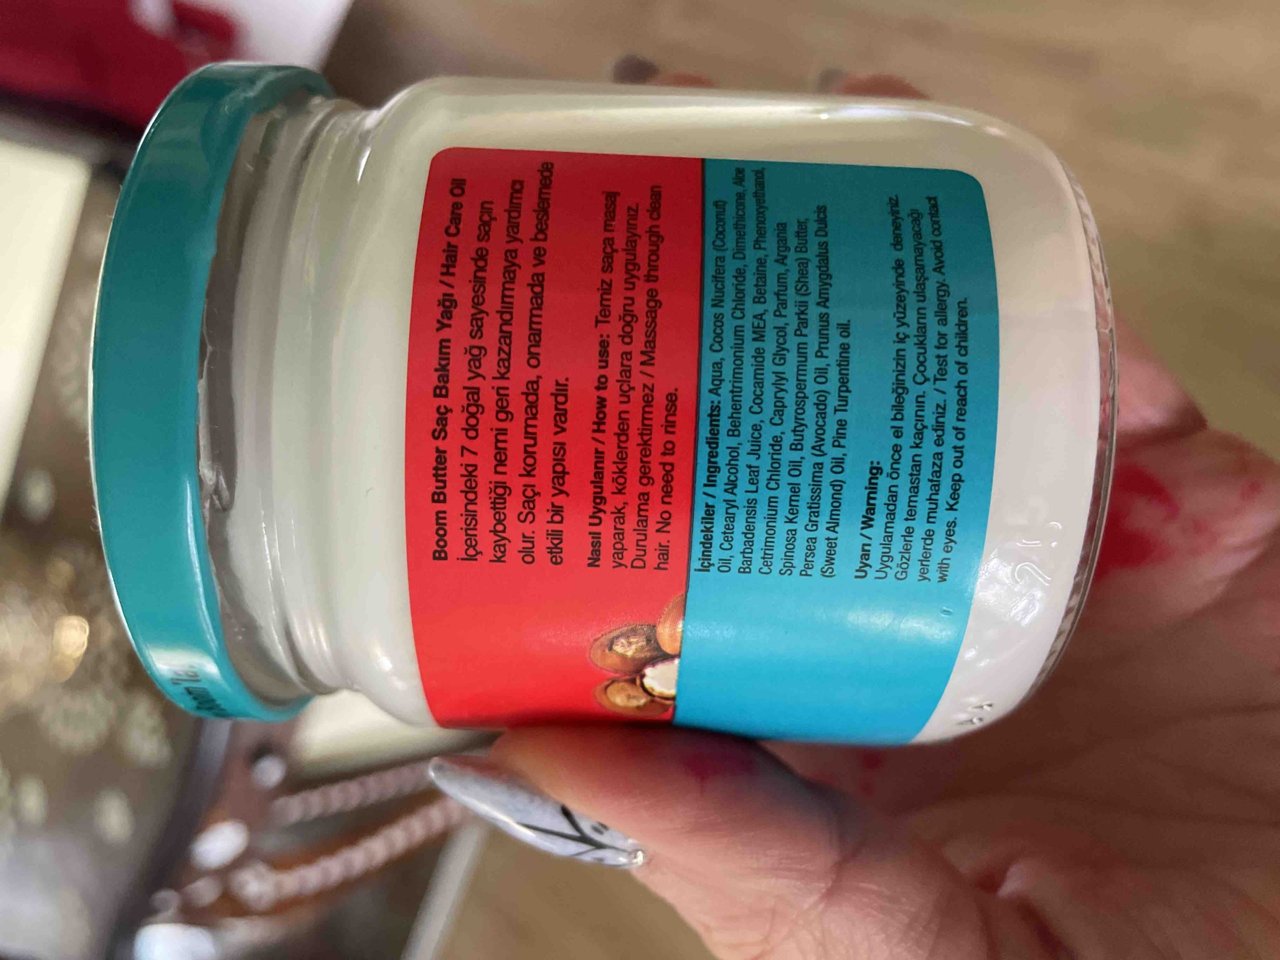 Boom Butter Saç Bakım Yağı / Hair Care Oil
İçerisindeki 7 doğal yağ sayesinde saçın
kaybettiği nemi geri kazandırmaya yardımcı
olur. Saçı korumada, onarmada ve beslemede
etkili bir yapısı vardır.
Nasıl Uygulanır / How to use: Temiz saça masaj
yaparak, köklerden uçlara doğru uygulayınız.
Durulama gerektirmez / Massage through clean
hair. No need to rinse.
İçindekiler / Ingredients: Aqua, Cocos Nucifera (Coconut)
Oil, Cetearyl Alcohol, Behentrimonium Chloride, Dimethicone, Aloe
Barbadensis Leaf Juice, Cocamide MEA, Betaine, Phenoxyethanol,
Cetrimonium Chloride, Caprylyl Glycol, Parfum, Argania
Spinosa Kernel Oil, Butyrospermum Parkii (Shea) Butter,
Persea Gratissima (Avocado) Oil, Prunus Amygdalus Dulcis
(Sweet Almond) Oil, Pine Turpentine oil.
Uyarı / Warning:
Uygulamadan önce el bileğinizin iç yüzeyinde deneyiniz.
Gözlerle temastan kaçının. Çocukların ulaşamayacağı
yerlerde muhafaza ediniz. / Test for allergy. Avoid contact
with eyes. Keep out of reach of children.